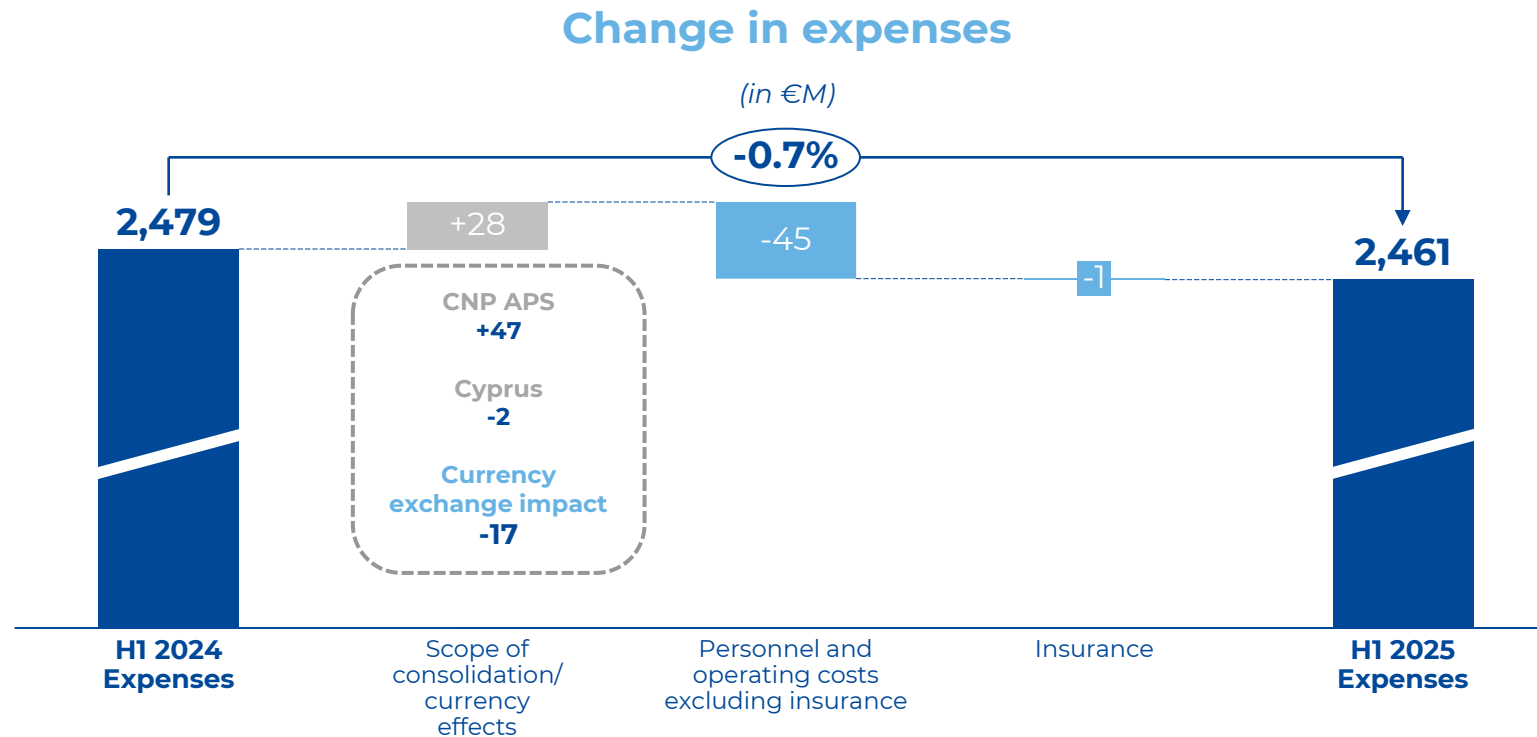 Change in expenses
(in €M)
-0.7%
2,479
+28
-45
-1
2,461
CNP APS
+47
Cyprus
-2
Currency
exchange impact
-17
H1 2024
Expenses
Scope of
consolidation/
currency
effects
Personnel and
operating costs
excluding insurance
Insurance
H1 2025
Expenses